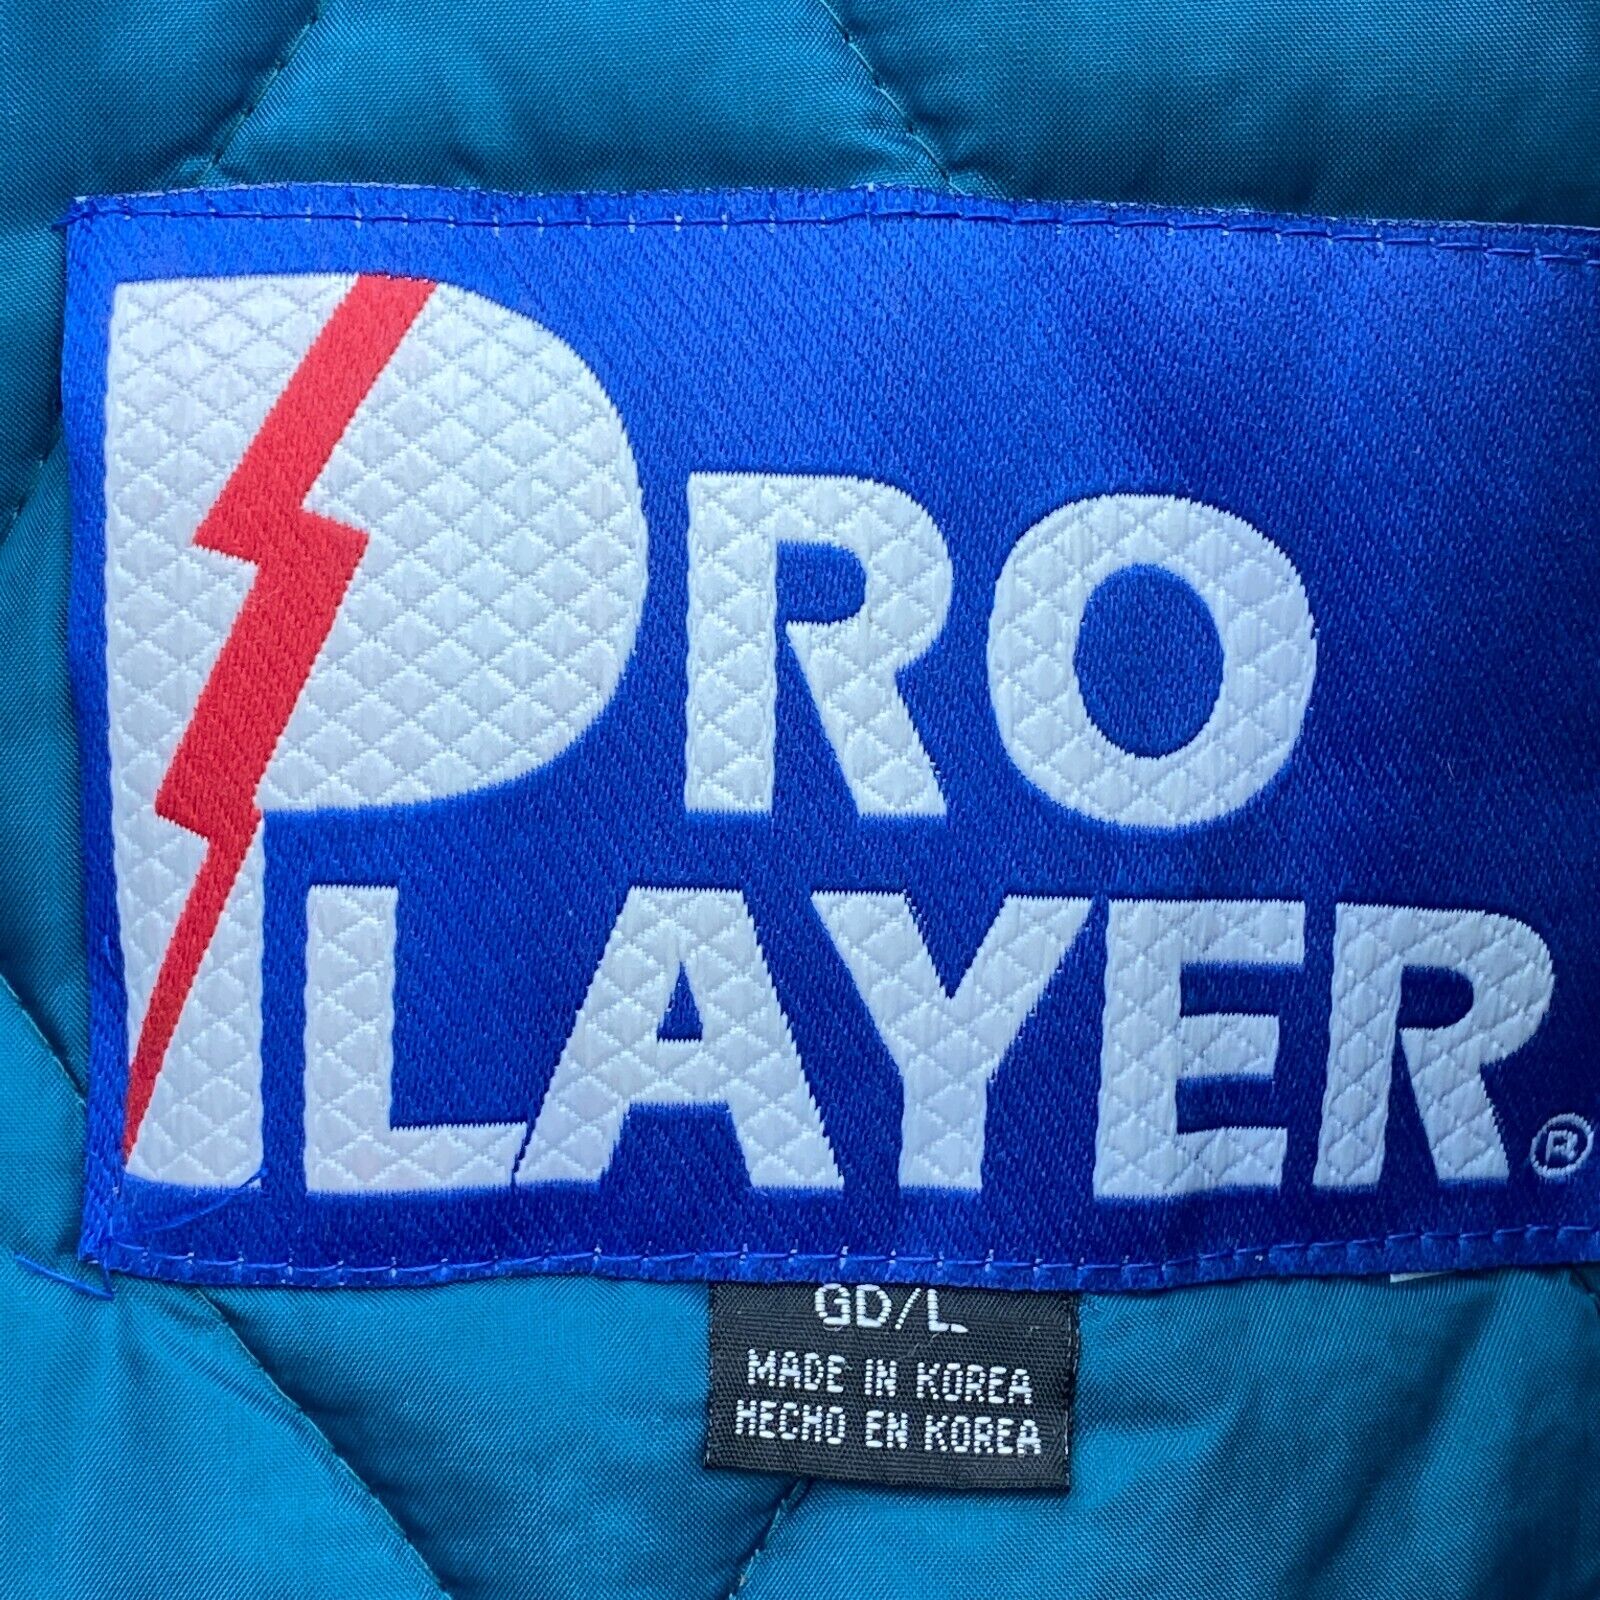 PRO
PLAYER®
GD/L
MADE IN KOREA
HECHO EN KOREA